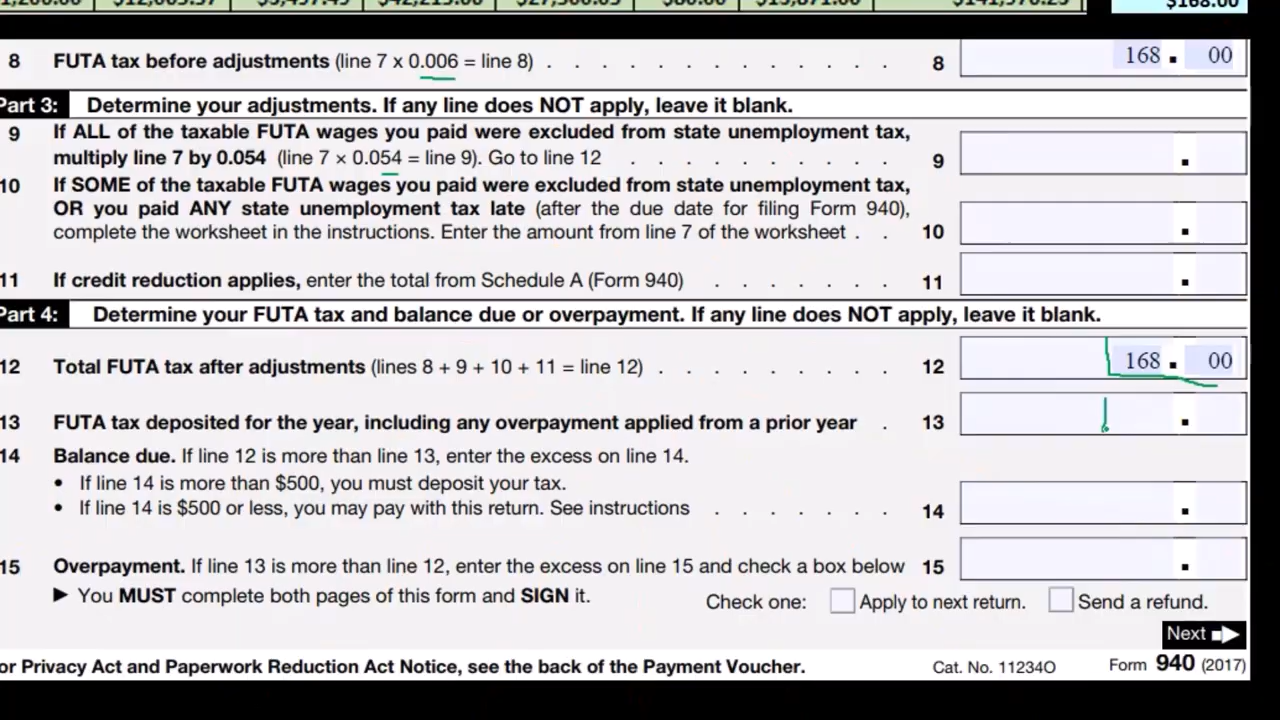 $12,005.57 $42,215.00 $80.00 $168.00
8 FUTA tax before adjustments (line 7 x 0.006 = line 8) . . . . . . . . . . . . . 8 168 . 00
Part 3: Determine your adjustments. If any line does NOT apply, leave it blank.
9 If ALL of the taxable FUTA wages you paid were excluded from state unemployment tax,
multiply line 7 by 0.054 (line 7 × 0.054 = line 9). Go to line 12 . . . . . . . . . . 9 .
10 If SOME of the taxable FUTA wages you paid were excluded from state unemployment tax,
OR you paid ANY state unemployment tax late (after the due date for filing Form 940),
complete the worksheet in the instructions. Enter the amount from line 7 of the worksheet . . 10 .
11 If credit reduction applies, enter the total from Schedule A (Form 940) . . . . . . . 11 .
Part 4: Determine your FUTA tax and balance due or overpayment. If any line does NOT apply, leave it blank.
12 Total FUTA tax after adjustments (lines 8 + 9 + 10 + 11 = line 12) . . . . . . . . . 12 168 . 00
13 FUTA tax deposited for the year, including any overpayment applied from a prior year . 13 .
14 Balance due. If line 12 is more than line 13, enter the excess on line 14.
• If line 14 is more than $500, you must deposit your tax.
• If line 14 is $500 or less, you may pay with this return. See instructions . . . . . . . 14 .
15 Overpayment. If line 13 is more than line 12, enter the excess on line 15 and check a box below 15 .
▶ You MUST complete both pages of this form and SIGN it. Check one: Apply to next return. Send a refund.
Next
or Privacy Act and Paperwork Reduction Act Notice, see the back of the Payment Voucher. Cat. No. 11234O Form 940 (2017)